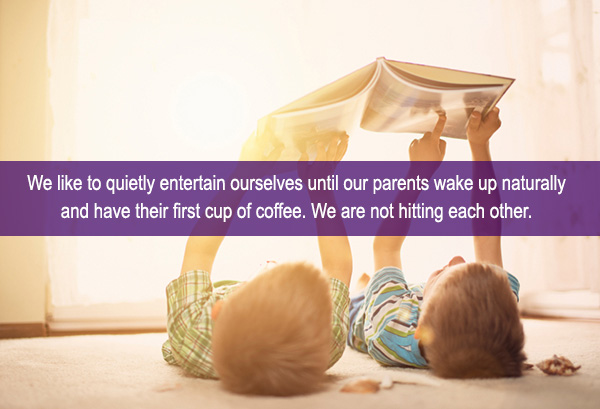 We like to quietly entertain ourselves until our parents wake up naturally
and have their first cup of coffee. We are not hitting each other.